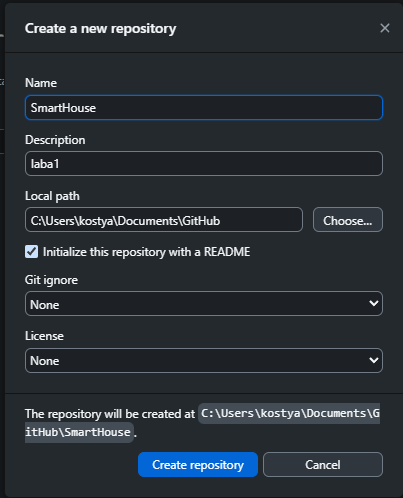 Create a new repository
Name
SmartHouse
Description
laba1
Local path
C:\Users\kostya\Documents\GitHub
Choose...
Initialize this repository with a README
Git ignore
None
License
None
The repository will be created at C:\Users\kostya\Documents\G
itHub\SmartHouse.
Create repository
Cancel